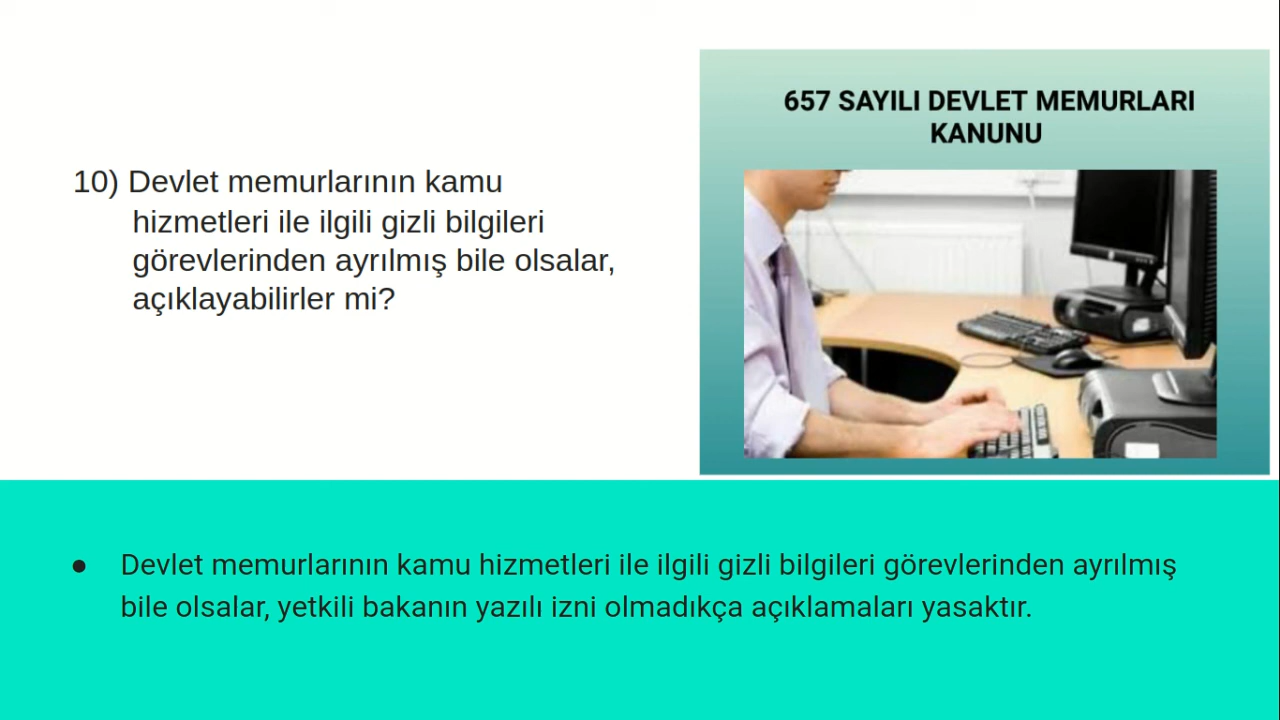 10) Devlet memurlarının kamu
hizmetleri ile ilgili gizli bilgileri
görevlerinden ayrılmış bile olsalar,
açıklayabilirler mi?
657 SAYILI DEVLET MEMURLARI
KANUNU
● Devlet memurlarının kamu hizmetleri ile ilgili gizli bilgileri görevlerinden ayrılmış
bile olsalar, yetkili bakanın yazılı izni olmadıkça açıklamaları yasaktır.